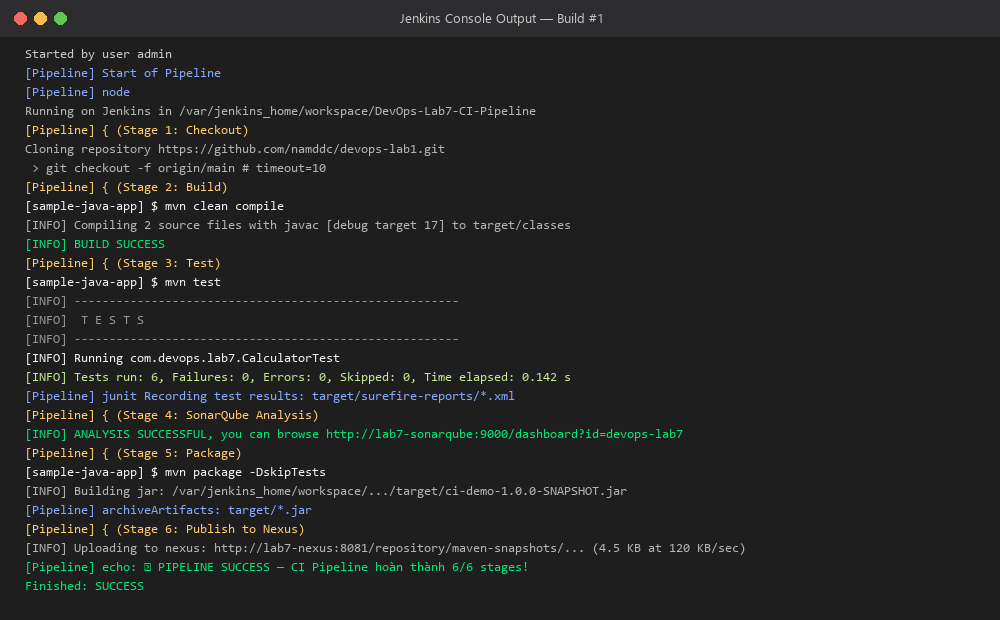 Jenkins Console Output — Build #1
Started by user admin
[Pipeline] Start of Pipeline
[Pipeline] node
Running on Jenkins in /var/jenkins_home/workspace/DevOps-Lab7-CI-Pipeline
[Pipeline] { (Stage 1: Checkout)
Cloning repository https://github.com/namddc/devops-lab1.git
 > git checkout -f origin/main # timeout=10
[Pipeline] { (Stage 2: Build)
[sample-java-app] $ mvn clean compile
[INFO] Compiling 2 source files with javac [debug target 17] to target/classes
[INFO] BUILD SUCCESS
[Pipeline] { (Stage 3: Test)
[sample-java-app] $ mvn test
[INFO] -------------------------------------------------------
[INFO]  T E S T S
[INFO] -------------------------------------------------------
[INFO] Running com.devops.lab7.CalculatorTest
[INFO] Tests run: 6, Failures: 0, Errors: 0, Skipped: 0, Time elapsed: 0.142 s
[Pipeline] junit Recording test results: target/surefire-reports/*.xml
[Pipeline] { (Stage 4: SonarQube Analysis)
[INFO] ANALYSIS SUCCESSFUL, you can browse http://lab7-sonarqube:9000/dashboard?id=devops-lab7
[Pipeline] { (Stage 5: Package)
[sample-java-app] $ mvn package -DskipTests
[INFO] Building jar: /var/jenkins_home/workspace/.../target/ci-demo-1.0.0-SNAPSHOT.jar
[Pipeline] archiveArtifacts: target/*.jar
[Pipeline] { (Stage 6: Publish to Nexus)
[INFO] Uploading to nexus: http://lab7-nexus:8081/repository/maven-snapshots/... (4.5 KB at 120 KB/sec)
[Pipeline] echo: PIPELINE SUCCESS — CI Pipeline hoàn thành 6/6 stages!
Finished: SUCCESS